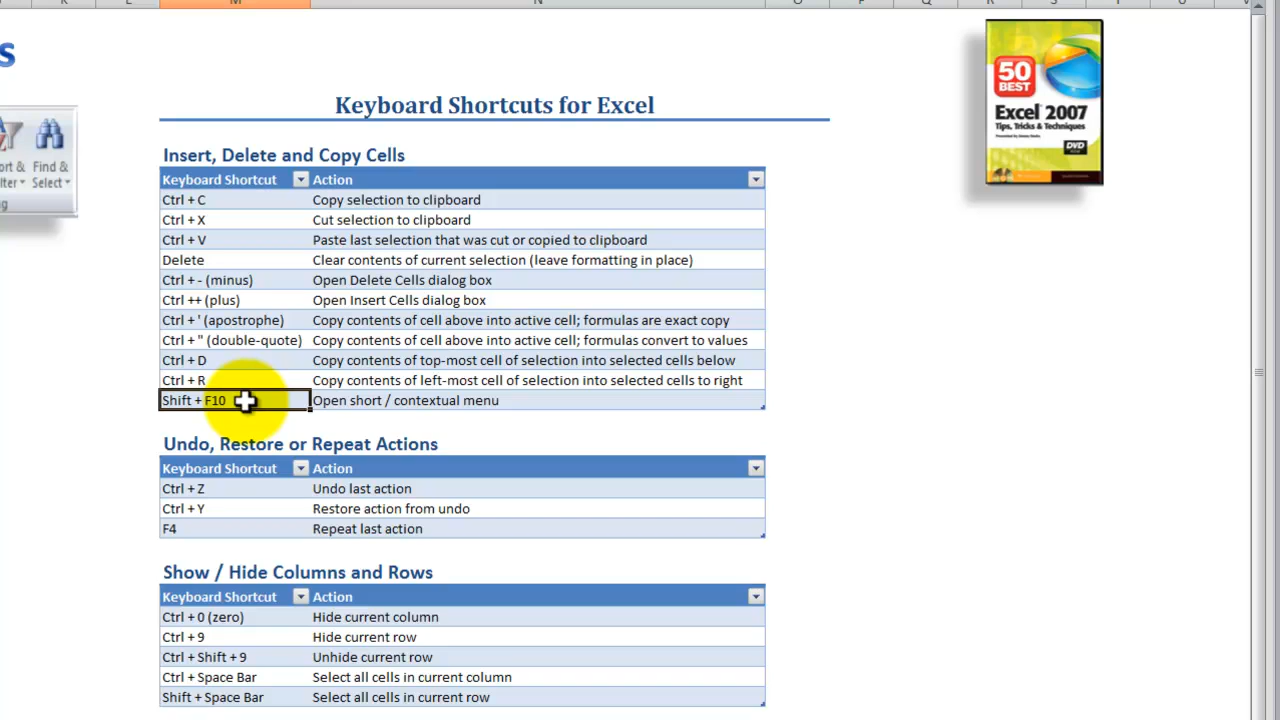 K L M N O P Q R S T U
s
Keyboard Shortcuts for Excel
50
BEST
Excel 2007
Tips, Tricks & Techniques
DVD
Find &
Select
Insert, Delete and Copy Cells
Keyboard Shortcut Action
Ctrl + C Copy selection to clipboard
Ctrl + X Cut selection to clipboard
Ctrl + V Paste last selection that was cut or copied to clipboard
Delete Clear contents of current selection (leave formatting in place)
Ctrl + - (minus) Open Delete Cells dialog box
Ctrl ++ (plus) Open Insert Cells dialog box
Ctrl + ' (apostrophe) Copy contents of cell above into active cell; formulas are exact copy
Ctrl + " (double-quote) Copy contents of cell above into active cell; formulas convert to values
Ctrl + D Copy contents of top-most cell of selection into selected cells below
Ctrl + R Copy contents of left-most cell of selection into selected cells to right
Shift + F10 Open short / contextual menu
Undo, Restore or Repeat Actions
Keyboard Shortcut Action
Ctrl + Z Undo last action
Ctrl + Y Restore action from undo
F4 Repeat last action
Show / Hide Columns and Rows
Keyboard Shortcut Action
Ctrl + 0 (zero) Hide current column
Ctrl + 9 Hide current row
Ctrl + Shift + 9 Unhide current row
Ctrl + Space Bar Select all cells in current column
Shift + Space Bar Select all cells in current row